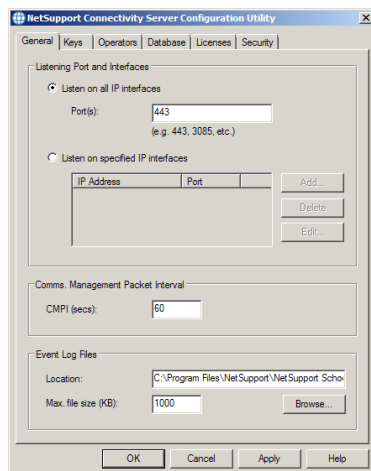 NetSupport Connectivity Server Configuration Utility
General Keys Operators Database Licenses Security
Listening Port and Interfaces
Listen on all IP interfaces
Port(s): 443
(e.g. 443, 3085, etc.)
Listen on specified IP interfaces
IP Address Port
Add...
Delete
Edit...
Comms. Management Packet Interval
CMPI (secs): 60
Event Log Files
Location: C:\Program Files\NetSupport\NetSupport Schoo
Max. file size (KB): 1000 Browse...
OK Cancel Apply Help